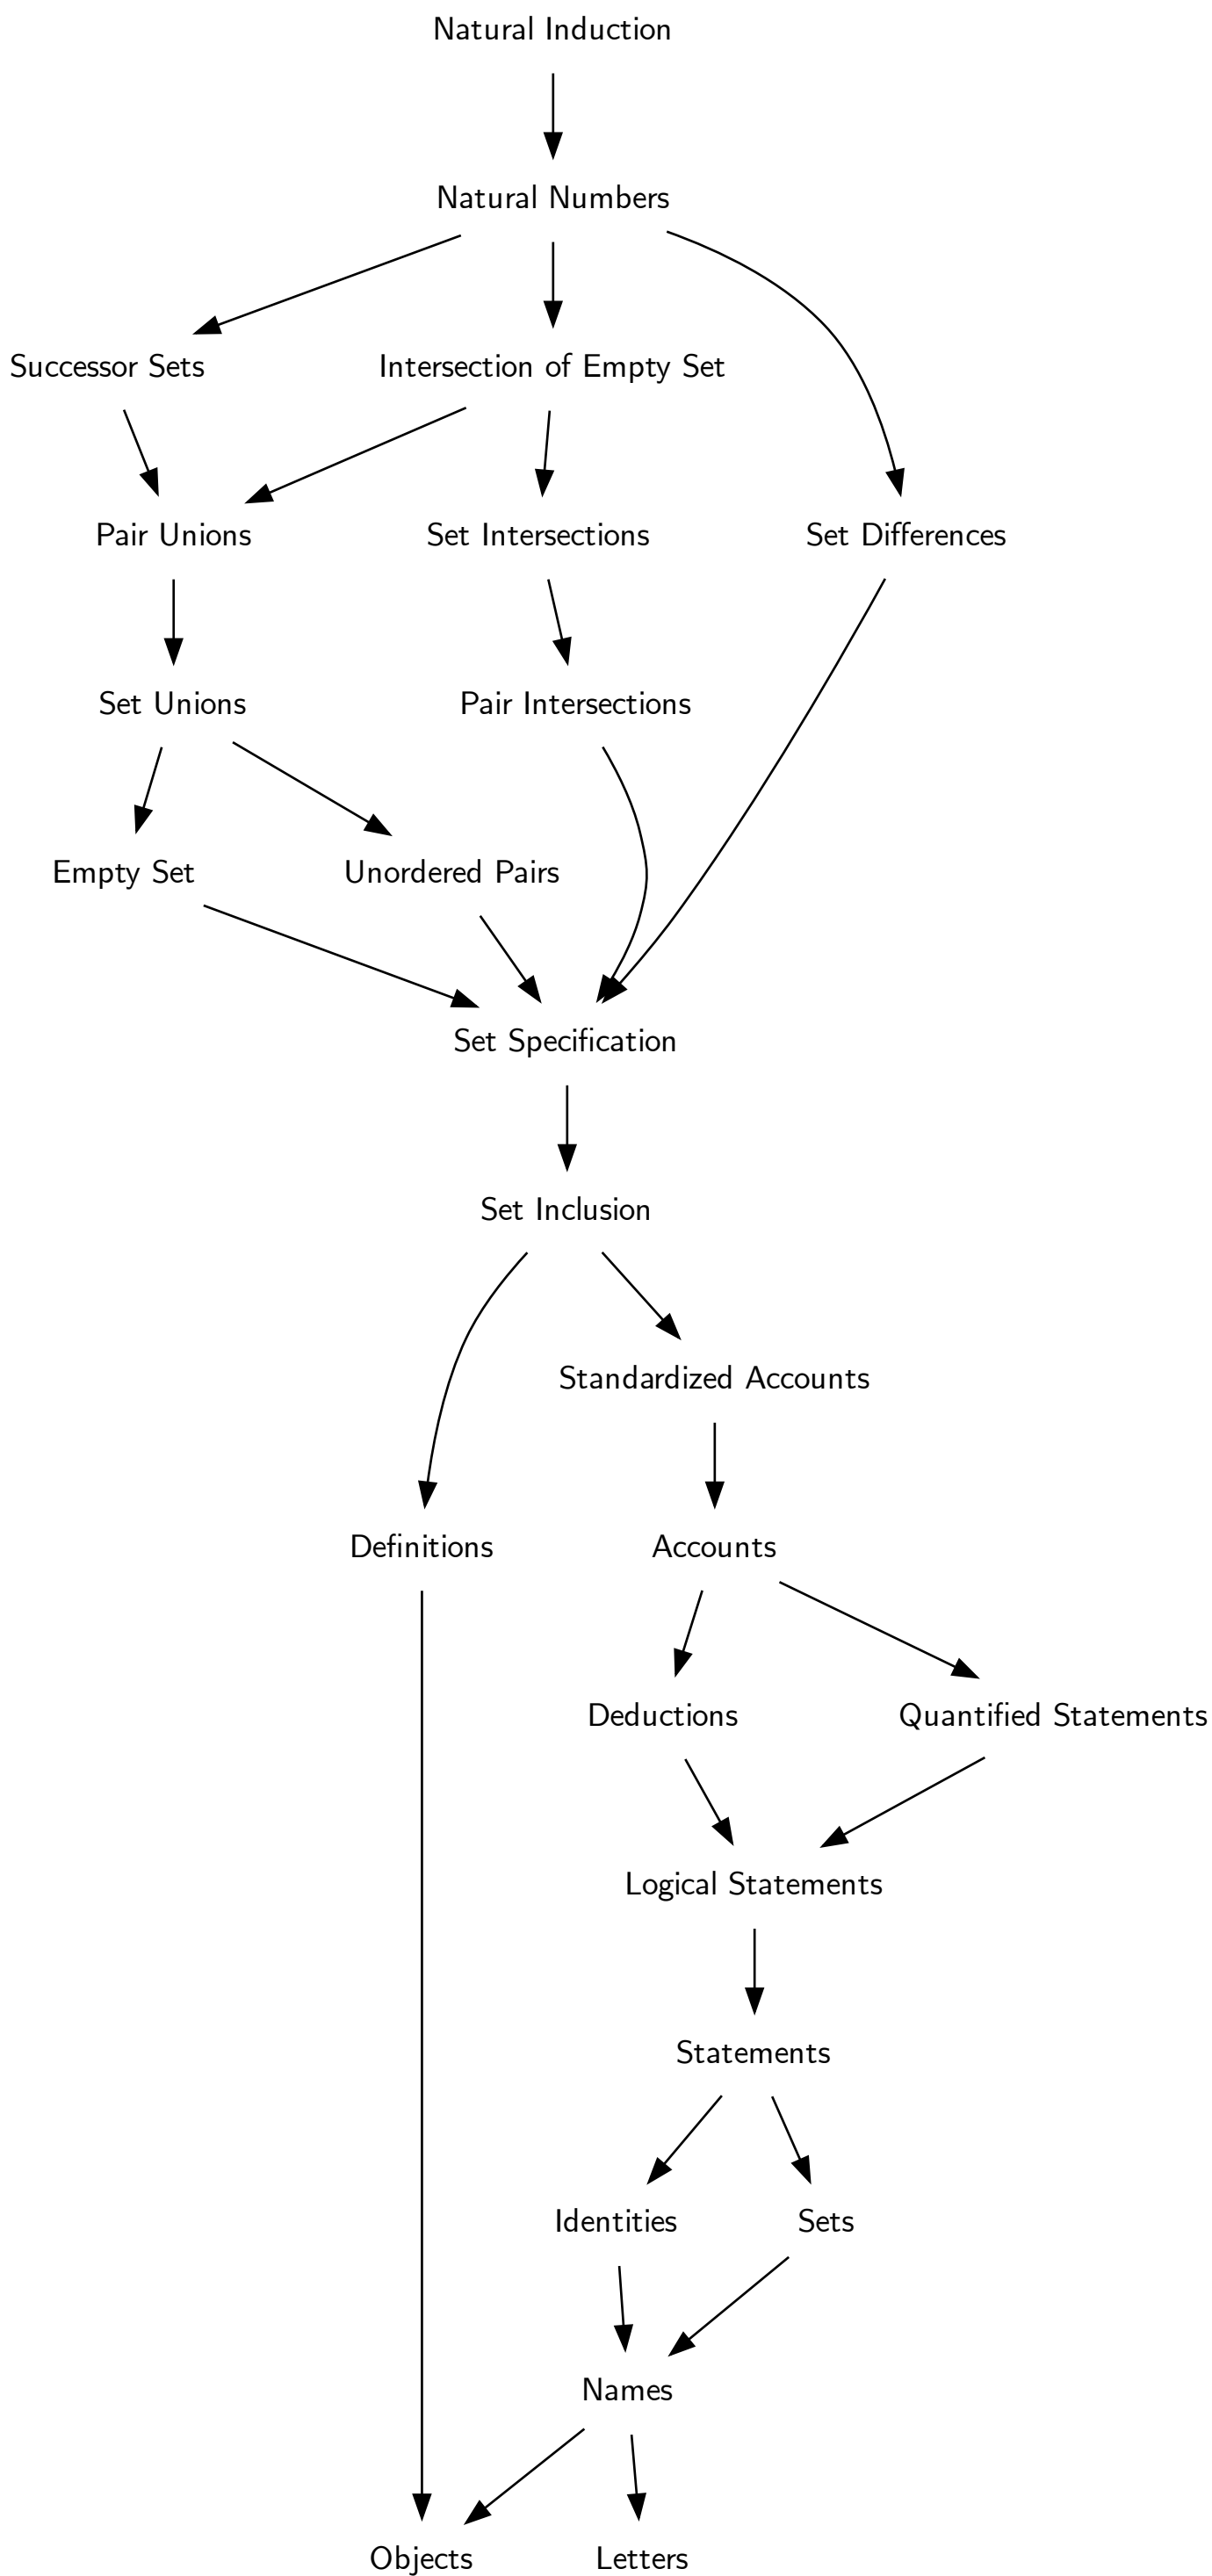 Natural Induction
Natural Numbers
Successor Sets
Intersection of Empty Set
Pair Unions
Set Intersections
Set Differences
Set Unions
Pair Intersections
Empty Set
Unordered Pairs
Set Specification
Set Inclusion
Standardized Accounts
Definitions
Accounts
Deductions
Quantified Statements
Logical Statements
Statements
Identities
Sets
Names
Objects
Letters